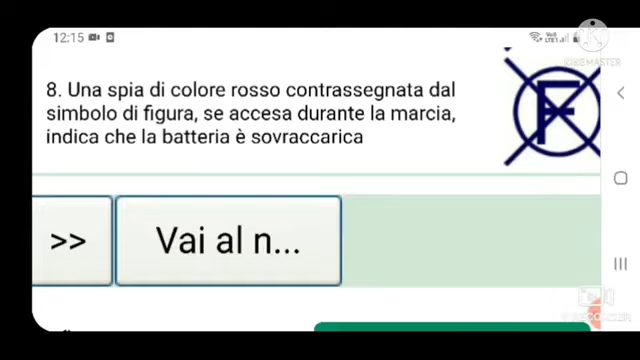 12:15
KINEMASTER
8. Una spia di colore rosso contrassegnata dal
simbolo di figura, se accesa durante la marcia,
indica che la batteria è sovraccarica
F
>>
Vai al n...